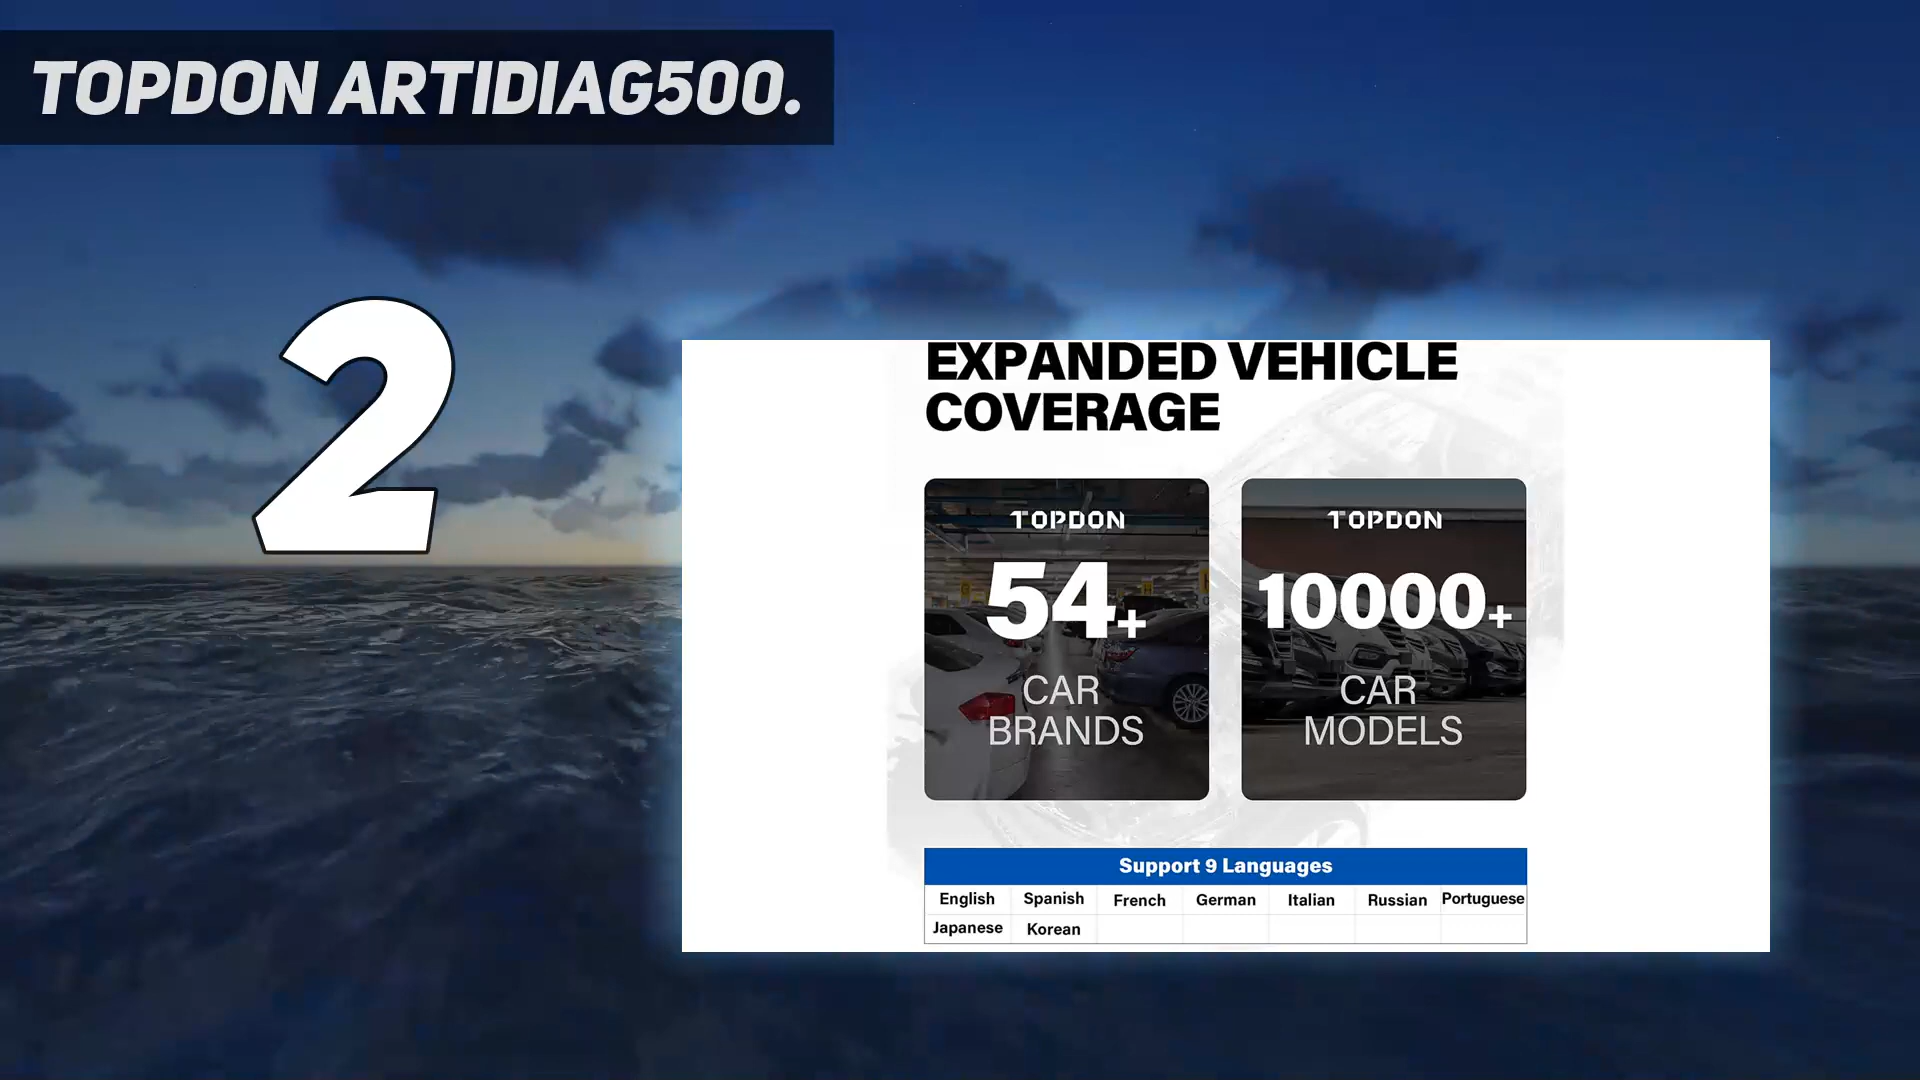 TOPDON ARTIDIAG500.
2
EXPANDED VEHICLE
COVERAGE
TOPDON
54+
CAR
BRANDS
TOPDON
10000+
CAR
MODELS
Support 9 Languages
English Spanish French German Italian Russian Portuguese
Japanese Korean